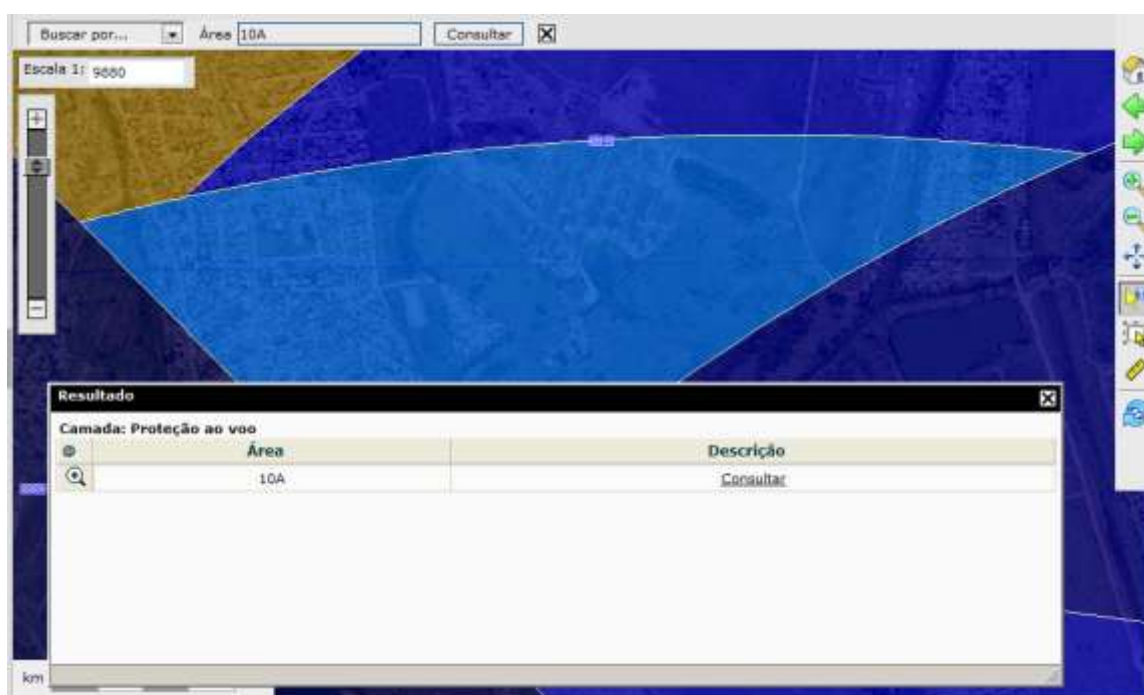 Buscar por... Área 10A Consultar
Escala 1: 9880
Resultado
Camada: Proteção ao voo
Área Descrição
10A Consultar
km